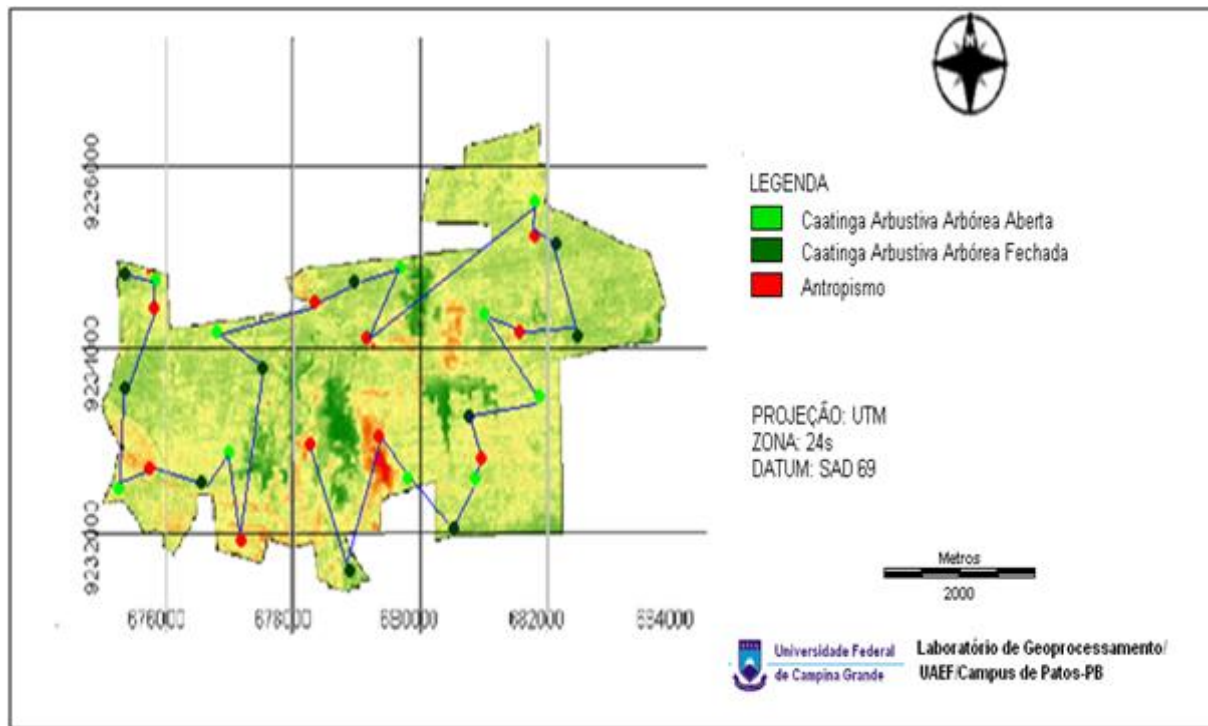 N
9236000
9234000
9232000
676000
678000
680000
682000
684000
LEGENDA
Caatinga Arbustiva Arbórea Aberta
Caatinga Arbustiva Arbórea Fechada
Antropismo
PROJEÇÃO: UTM
ZONA: 24s
DATUM: SAD 69
Metros
2000
Universidade Federal
de Campina Grande
Laboratório de Geoprocessamento/
UAEF/Campus de Patos-PB